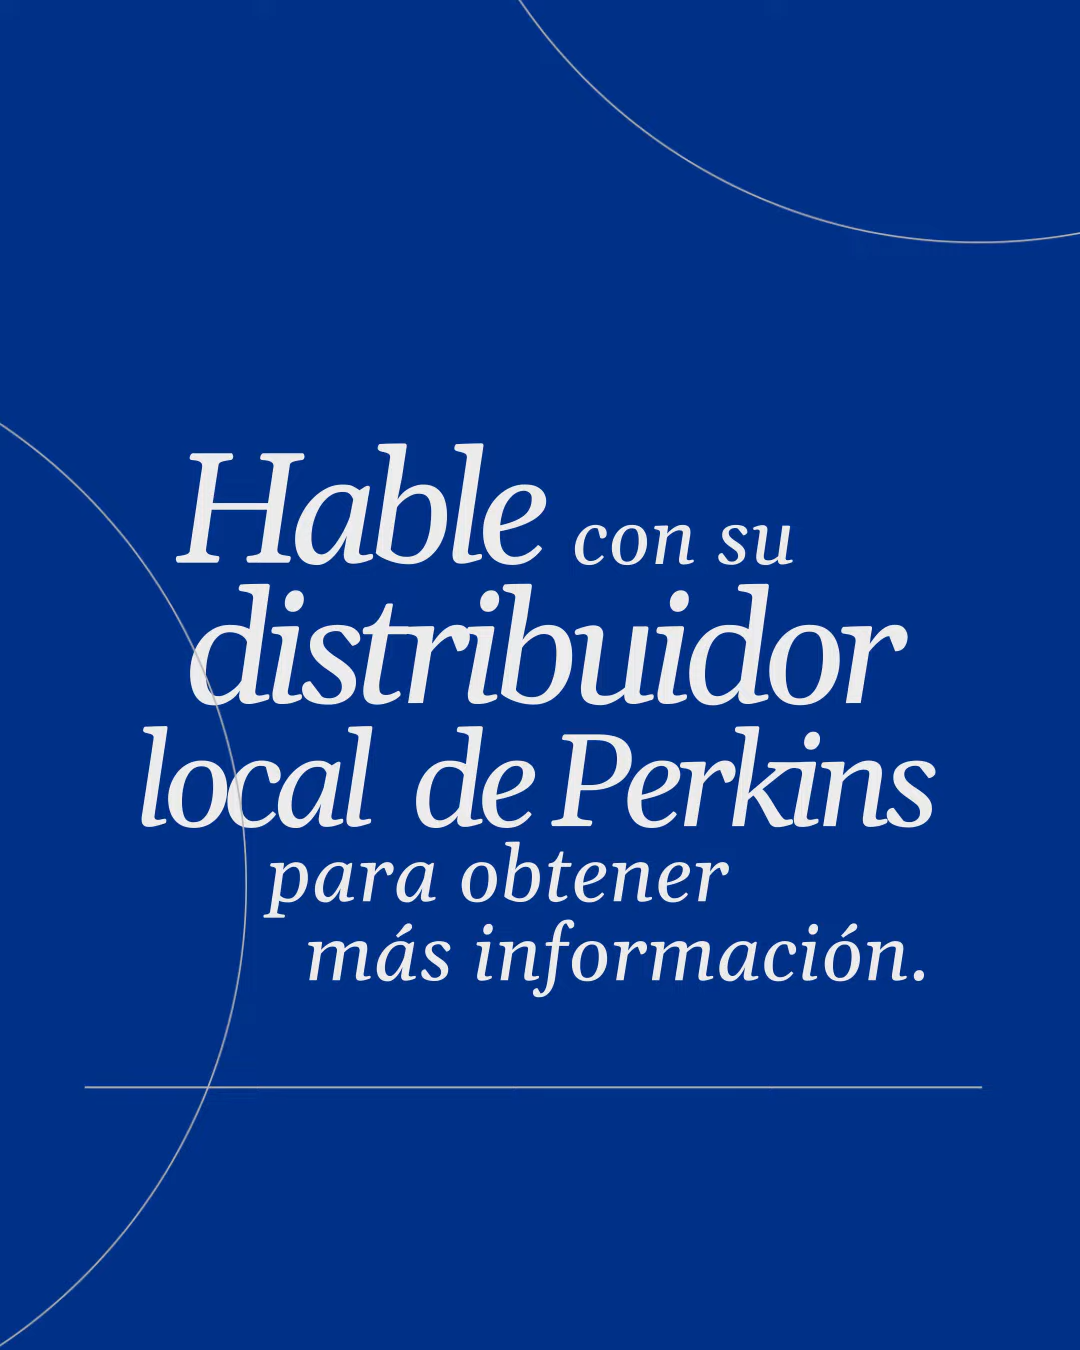 Hable con su
distribuidor
local de Perkins
para obtener
más información.